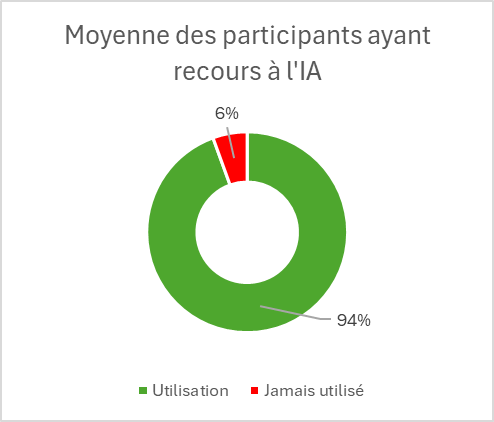 Moyenne des participants ayant
recours à l'IA
6%
94%
Utilisation
Jamais utilisé